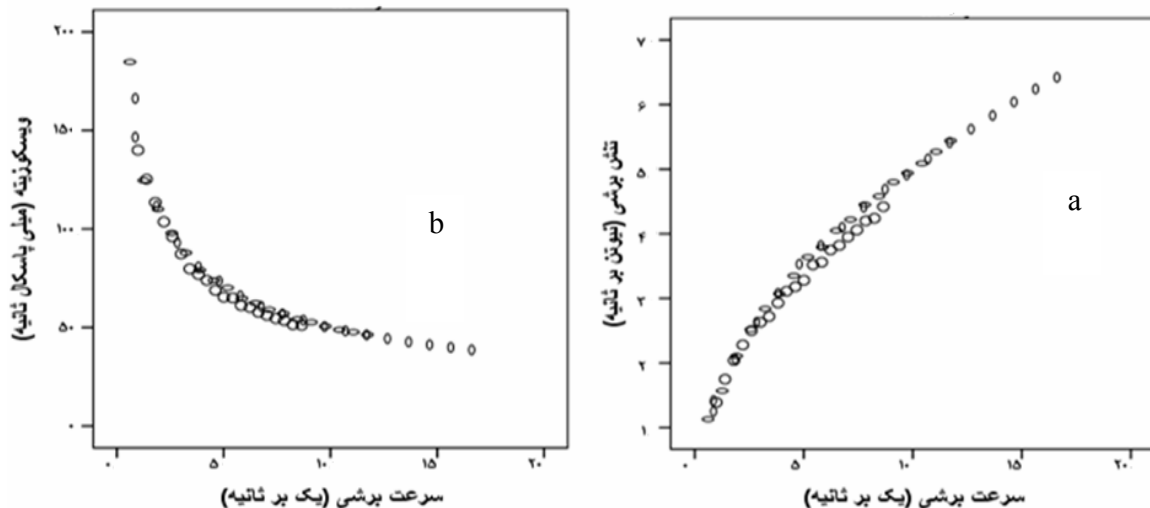 ۲۰۰
۱۵۰
۱۰۰
۵۰
۰
ویسکوزیته (میلی پاسکال ثانیه)
b
۰ ۵ ۱۰ ۱۵ ۲۰
سرعت برشی (یک بر ثانیه)
۷۰
۶
۵
۴
۳
۲
۱
تنش برشی (نیوتن بر ثانیه)
a
۰ ۵ ۱۰ ۱۵ ۲۰
سرعت برشی (یک بر ثانیه)